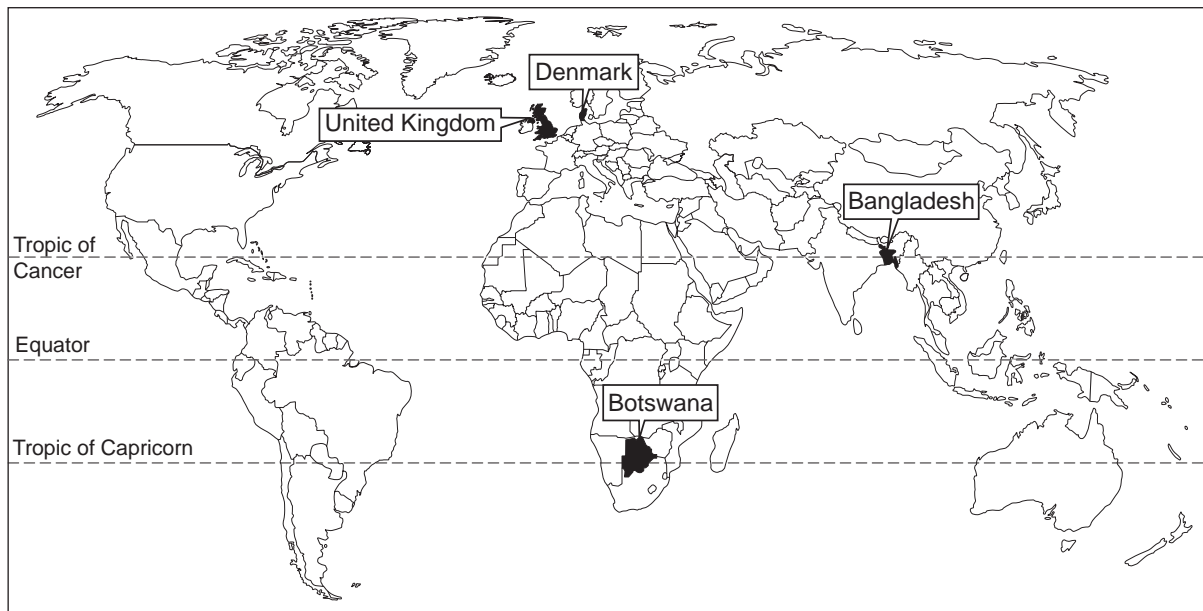 Denmark
United Kingdom
Bangladesh
Tropic of
Cancer
Equator
Botswana
Tropic of Capricorn